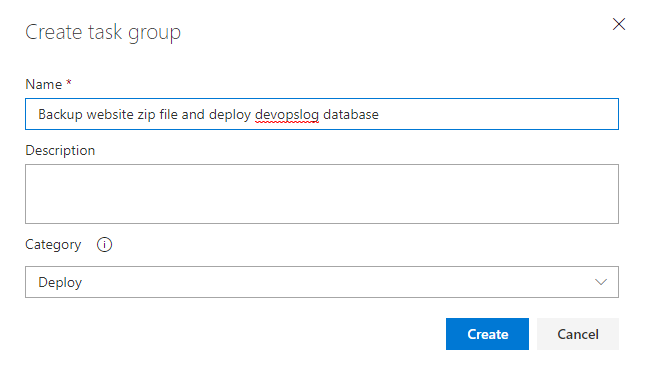 Create task group
Name *
Backup website zip file and deploy devopslog database
Description
Category
Deploy
Create Cancel